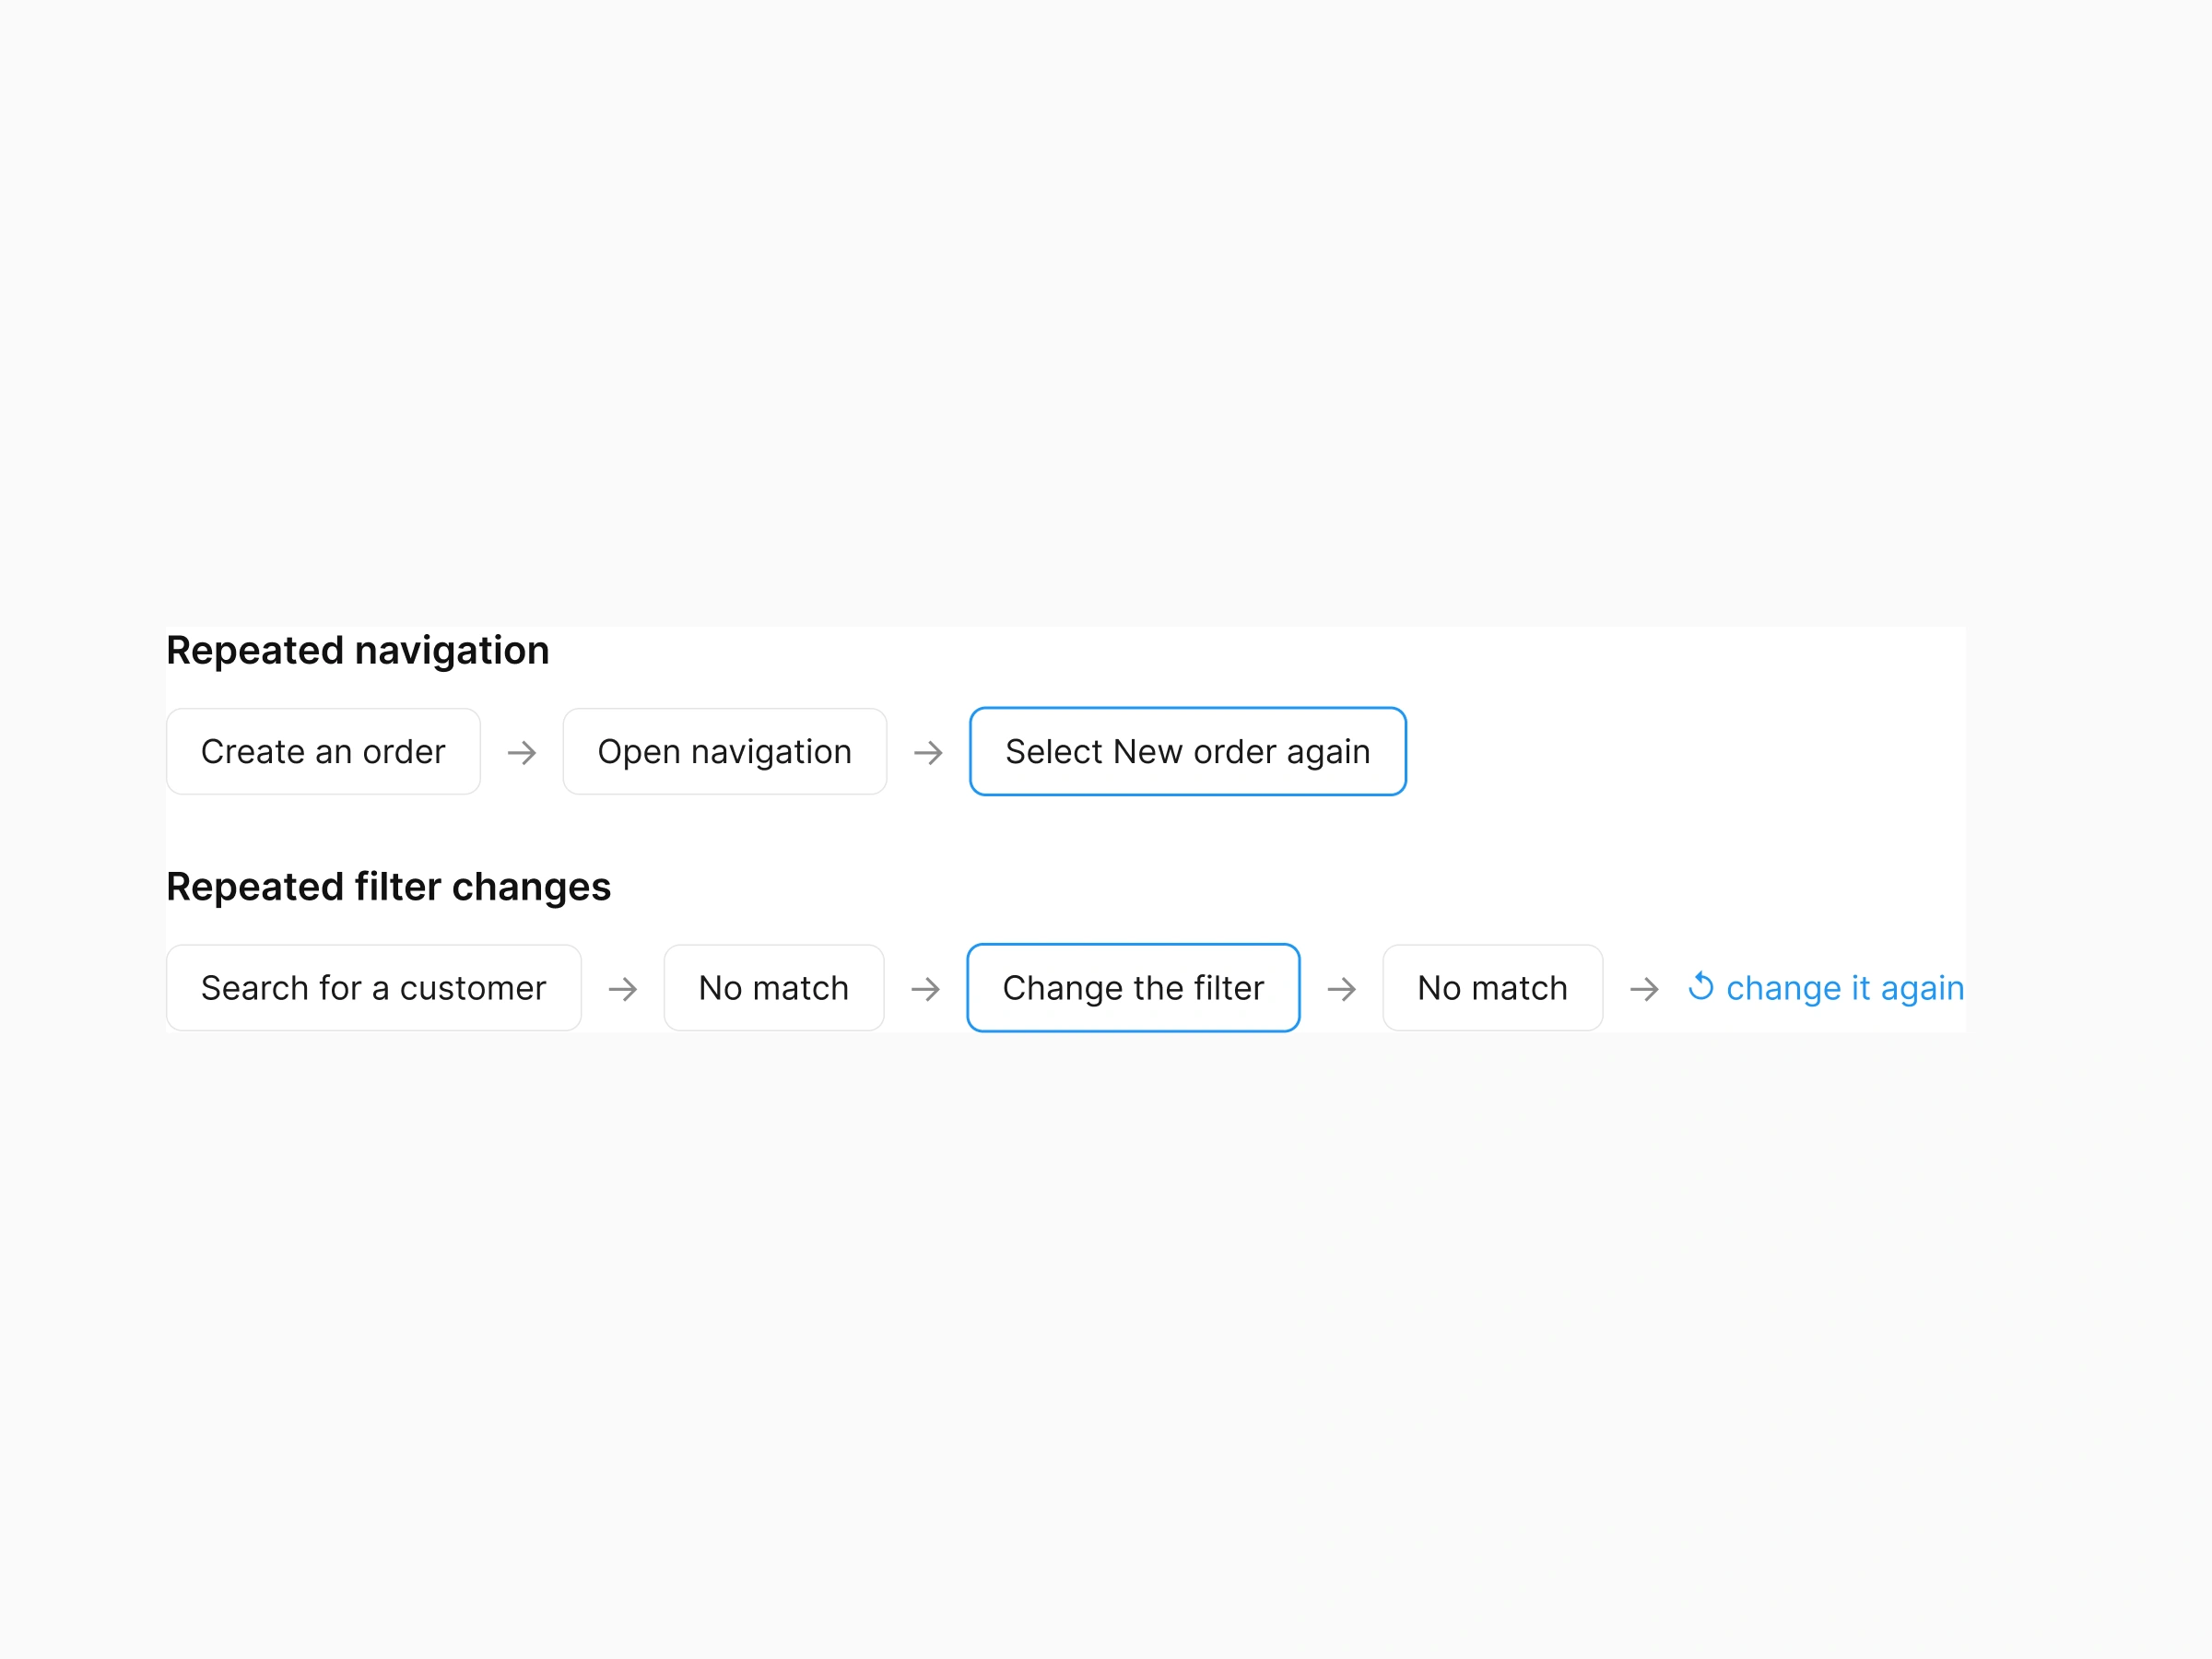 Repeated navigation
Create an order → Open navigation → Select New order again
Repeated filter changes
Search for a customer → No match → Change the filter → No match → change it again